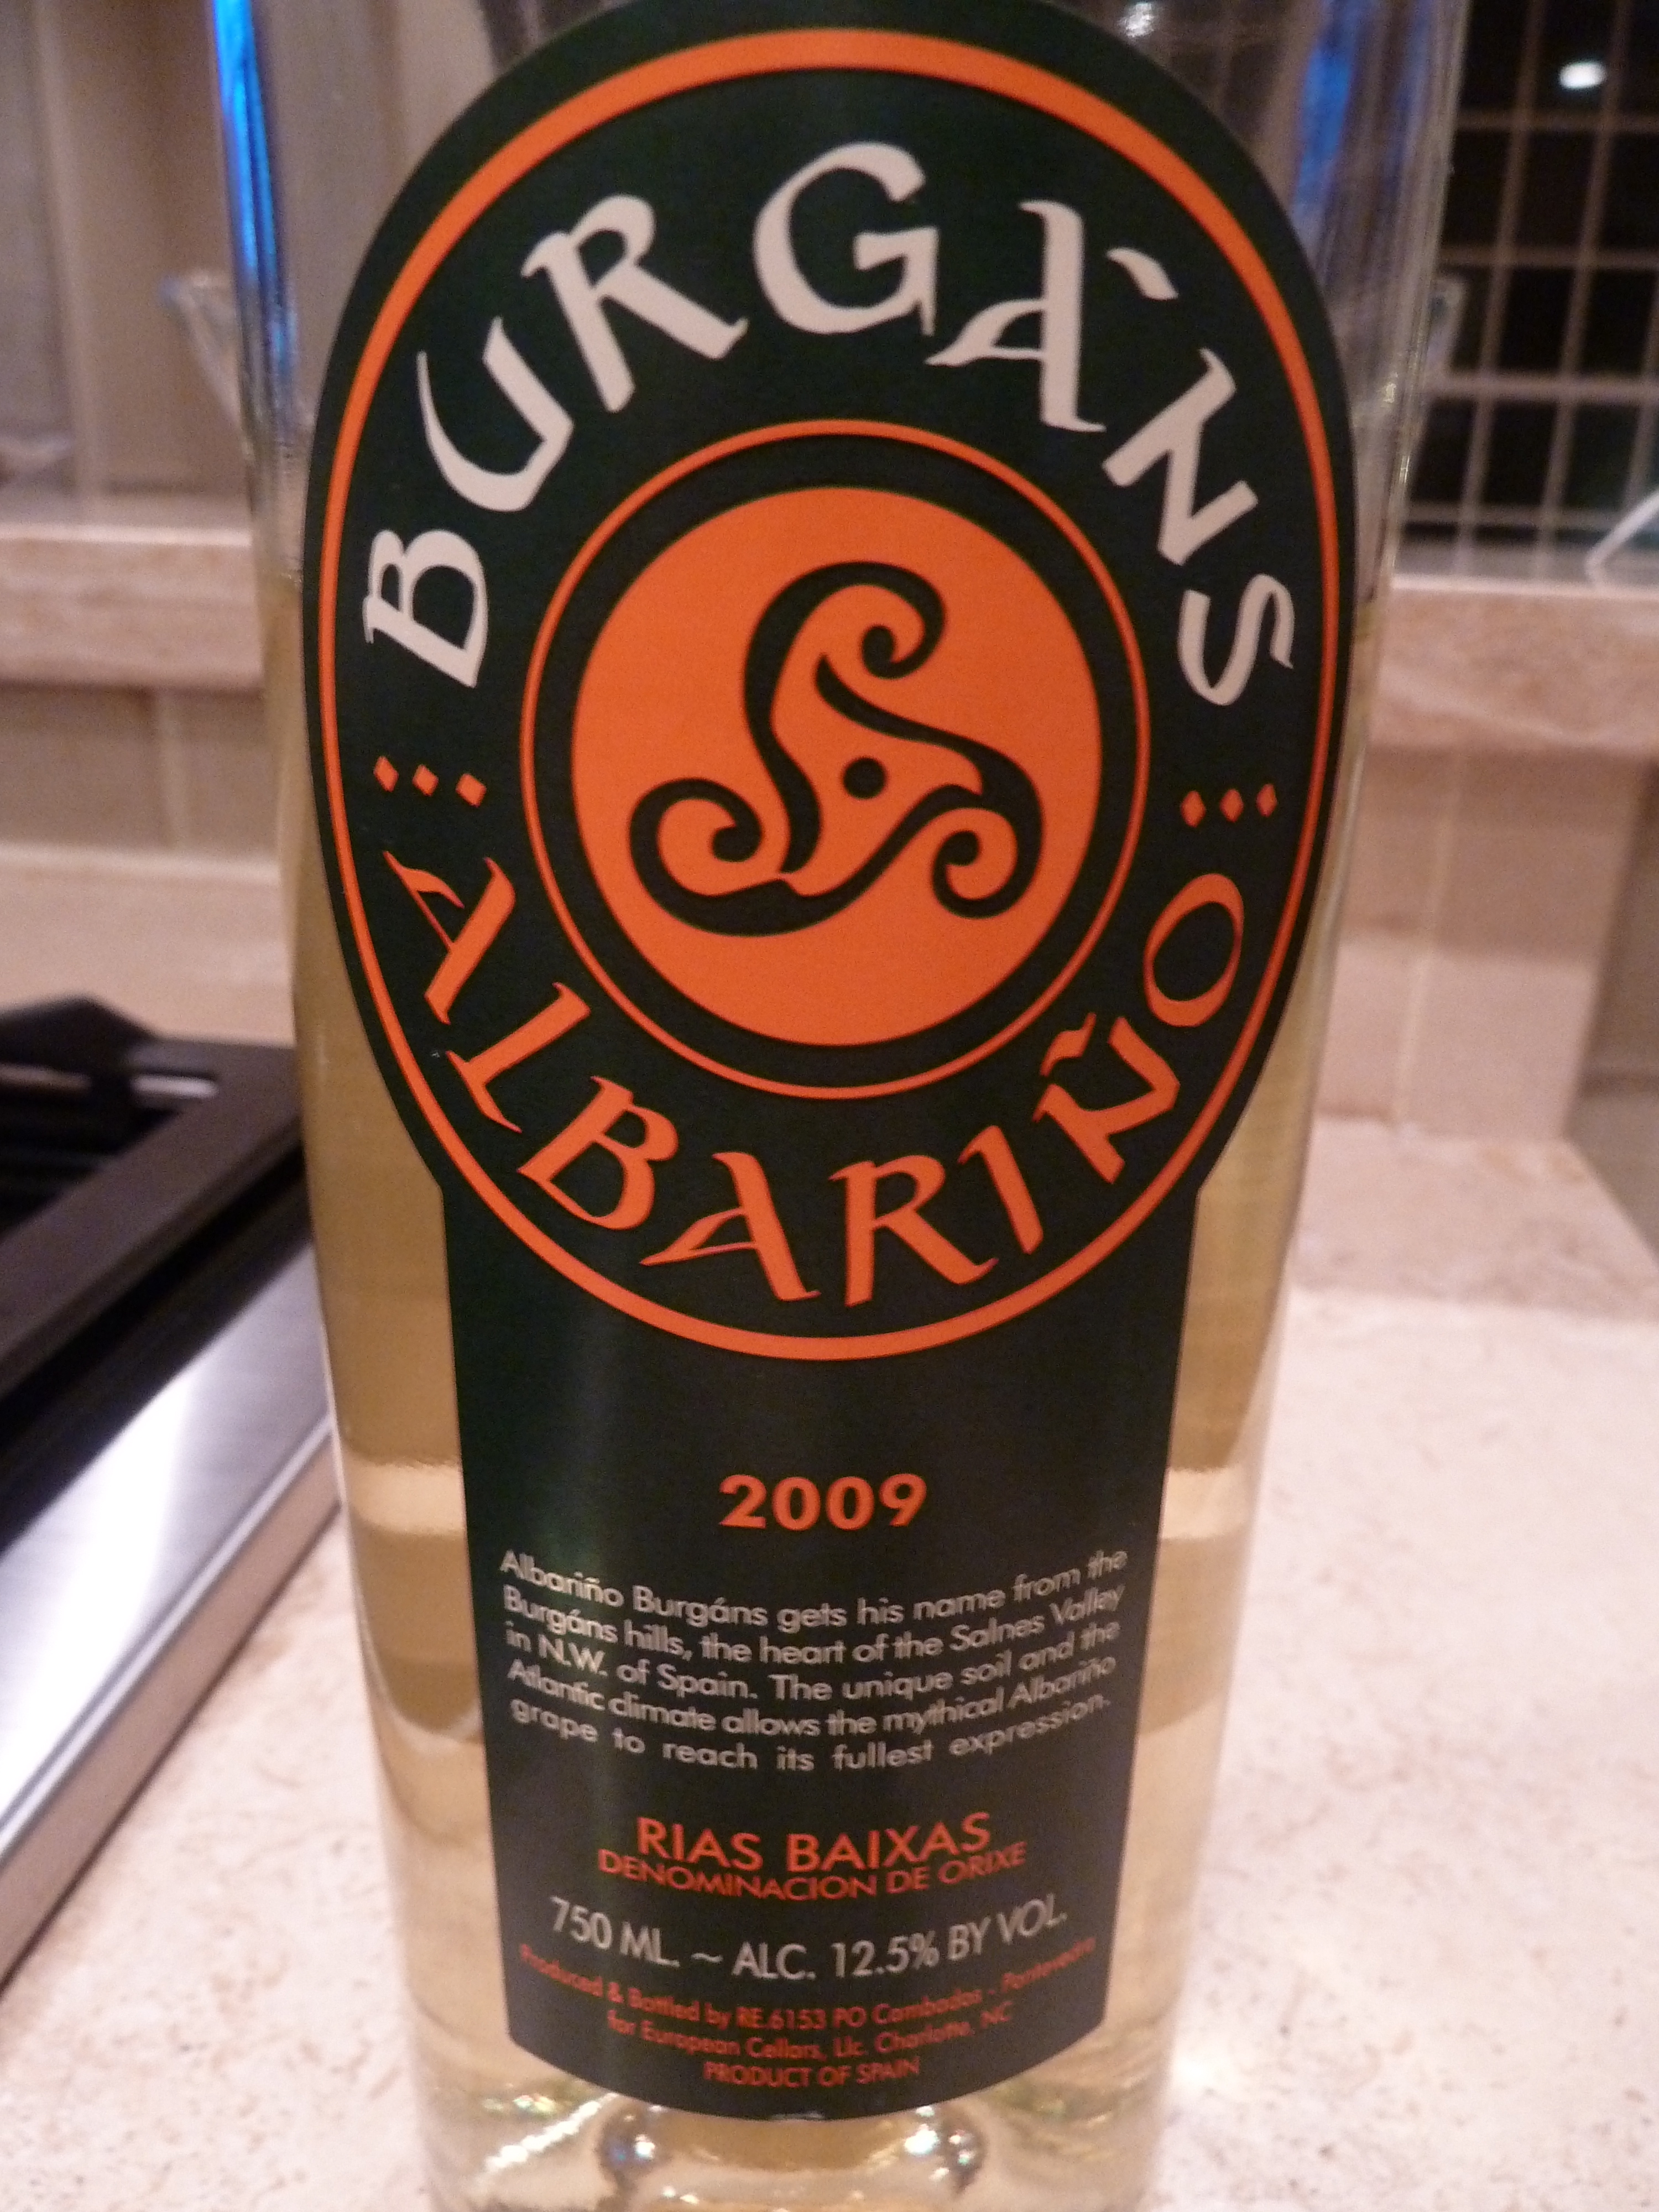 BURGÀNS
ALBARIÑO
2009
Albariño Burgáns gets his name from the
Burgáns hills, the heart of the Salnes Valley
in N.W. of Spain. The unique soil and the
Atlantic climate allows the mythical Albariño
grape to reach its fullest expression.
RIAS BAIXAS
DENOMINACION DE ORIXE
750 ML. ~ ALC. 12.5% BY VOL.
Produced & Bottled by RE.6153 PO Cambados - Pontevedra
for European Cellars, Llc. Charlotte, NC
PRODUCT OF SPAIN